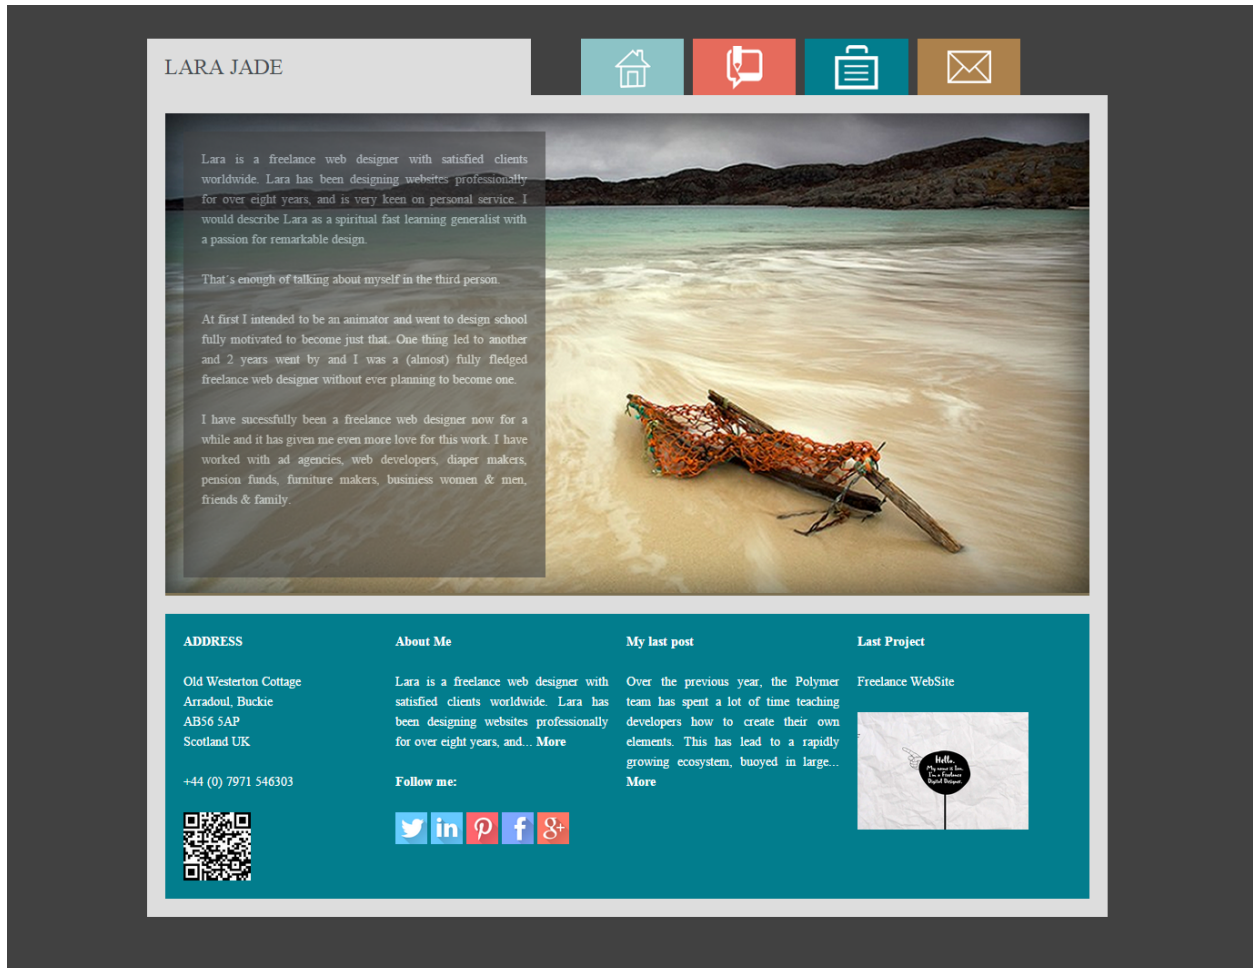 LARA JADE
Lara is a freelance web designer with satisfied clients
worldwide. Lara has been designing websites professionally
for over eight years, and is very keen on personal service. I
would describe Lara as a spiritual fast learning generalist with
a passion for remarkable design.
That´s enough of talking about myself in the third person.
At first I intended to be an animator and went to design school
fully motivated to become just that. One thing led to another
and 2 years went by and I was a (almost) fully fledged
freelance web designer without ever planning to become one.
I have sucessfully been a freelance web designer now for a
while and it has given me even more love for this work. I have
worked with ad agencies, web developers, diaper makers,
pension funds, furniture makers, businiess women & men,
friends & family.
ADDRESS
Old Westerton Cottage
Arradoul, Buckie
AB56 5AP
Scotland UK
+44 (0) 7971 546303
About Me
Lara is a freelance web designer with
satisfied clients worldwide. Lara has
been designing websites professionally
for over eight years, and... More
Follow me:
in
f
g+
My last post
Over the previous year, the Polymer
team has spent a lot of time teaching
developers how to create their own
elements. This has lead to a rapidly
growing ecosystem, buoyed in large...
More
Last Project
Freelance WebSite
Hello,
My name is Ian,
I'm a Freelance
Digital Designer.